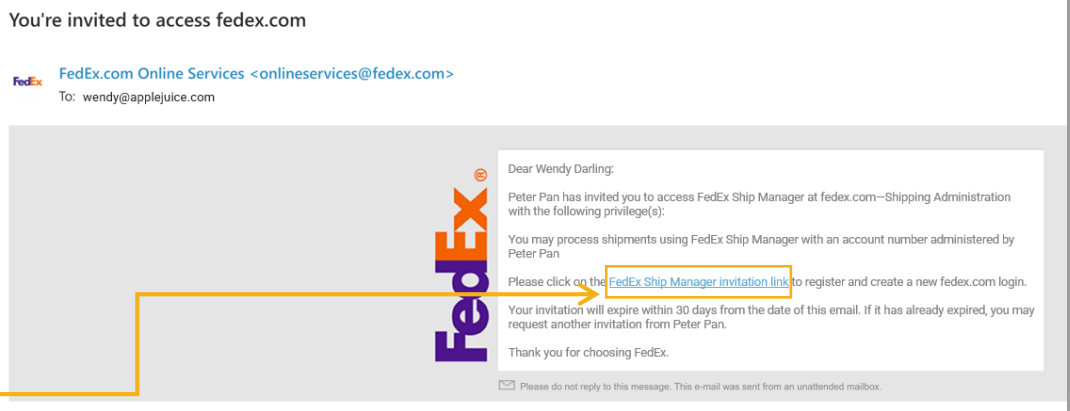 You're invited to access fedex.com
FedEx
FedEx.com Online Services <onlineservices@fedex.com>
To: wendy@applejuice.com
FedEx®
Dear Wendy Darling:
Peter Pan has invited you to access FedEx Ship Manager at fedex.com—Shipping Administration
with the following privilege(s):
You may process shipments using FedEx Ship Manager with an account number administered by
Peter Pan
Please click on the FedEx Ship Manager invitation link to register and create a new fedex.com login.
Your invitation will expire within 30 days from the date of this email. If it has already expired, you may
request another invitation from Peter Pan.
Thank you for choosing FedEx.
Please do not reply to this message. This e-mail was sent from an unattended mailbox.